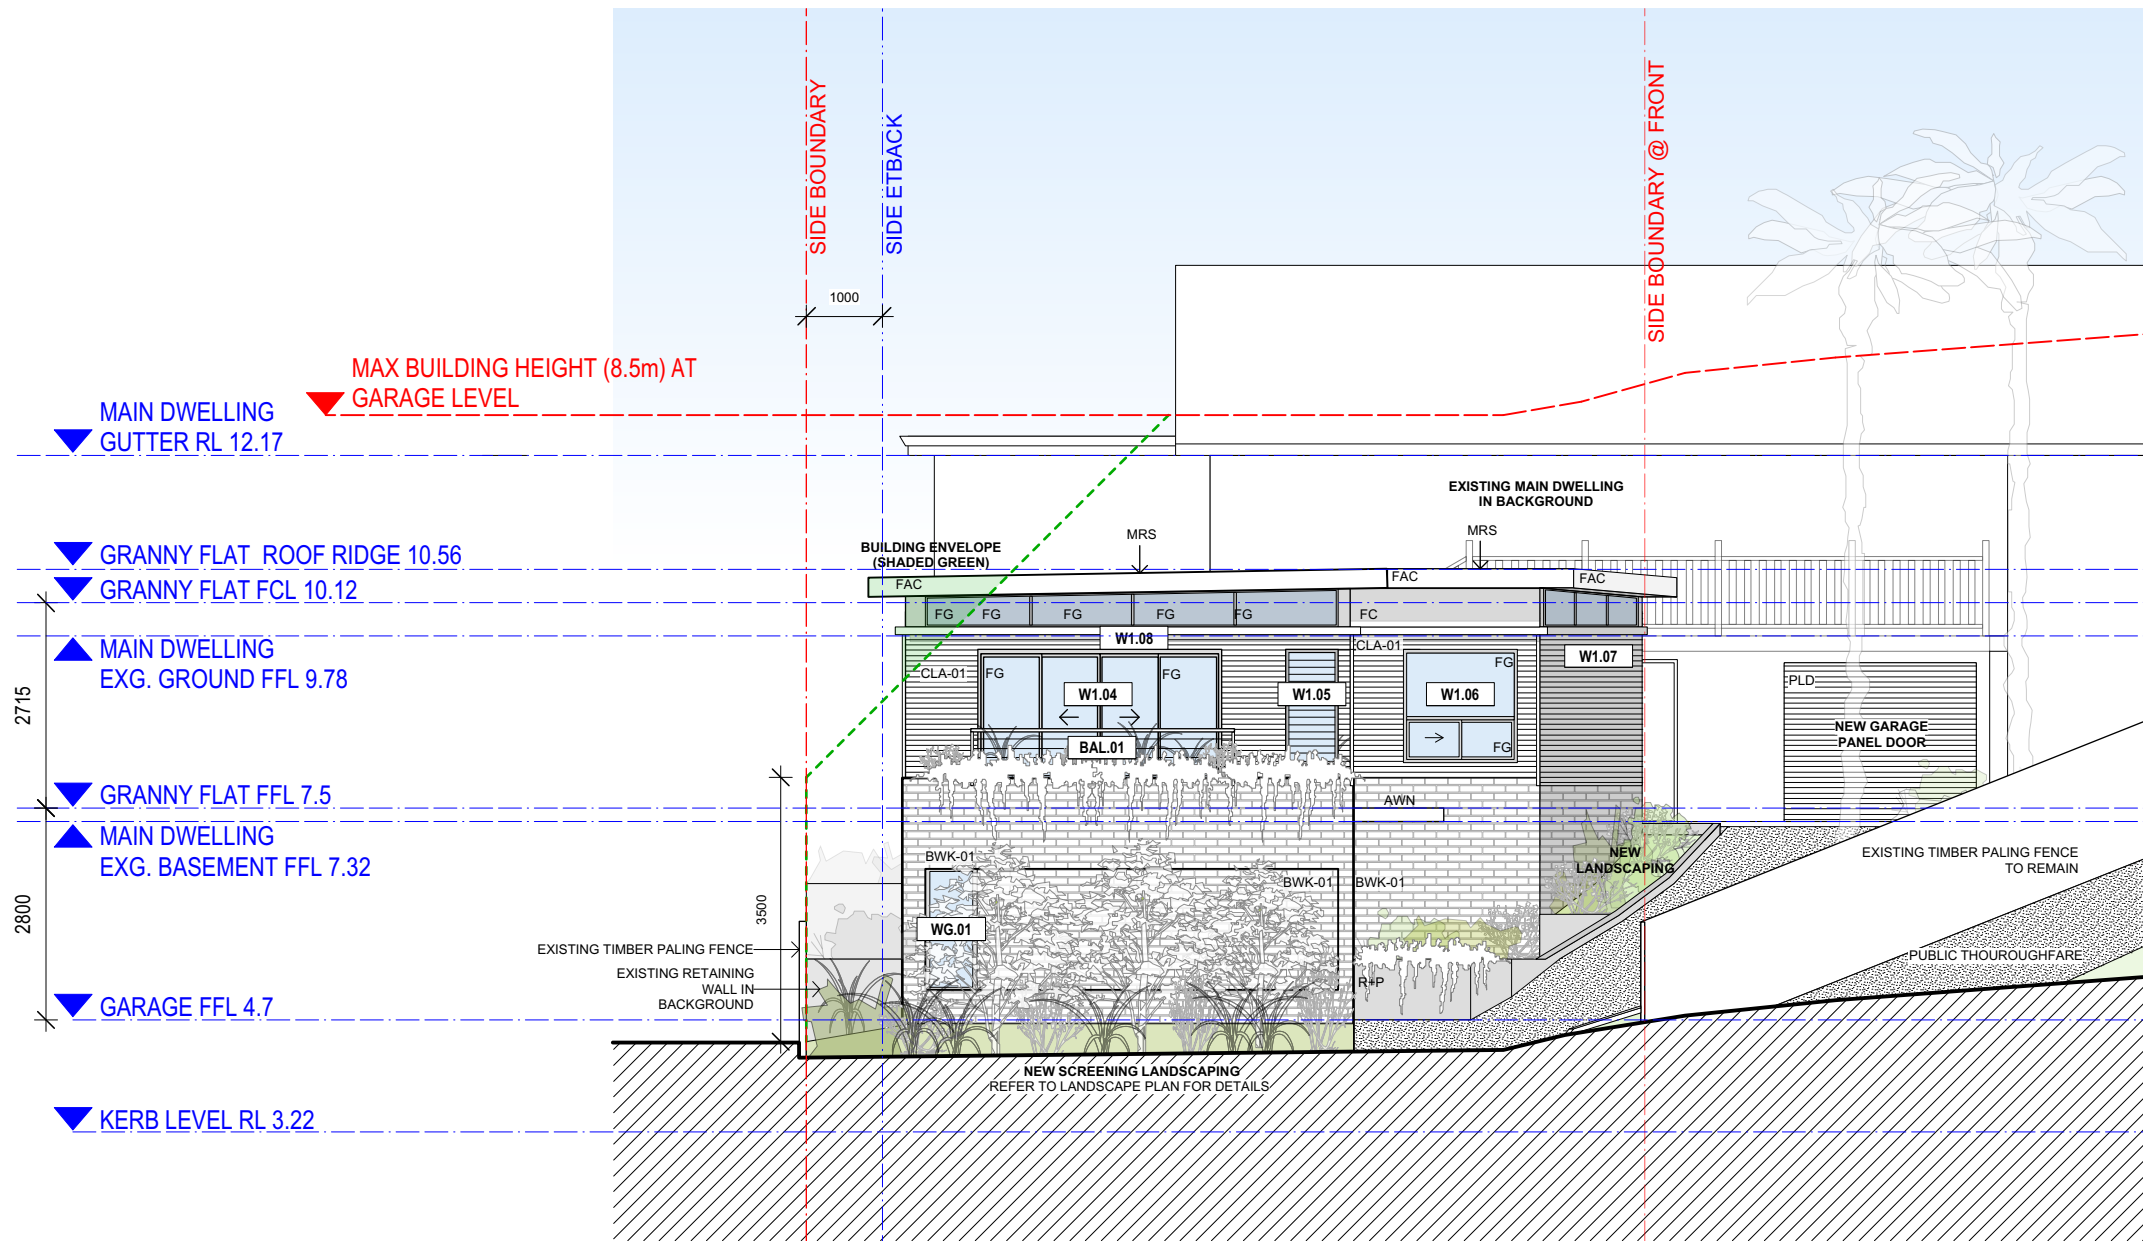 SIDE BOUNDARY
SIDE ETBACK
SIDE BOUNDARY @ FRONT
1000
MAX BUILDING HEIGHT (8.5m) AT
GARAGE LEVEL
MAIN DWELLING
GUTTER RL 12.17
EXISTING MAIN DWELLING
IN BACKGROUND
MRS
MRS
BUILDING ENVELOPE
(SHADED GREEN)
GRANNY FLAT  ROOF RIDGE 10.56
FAC
FAC
FAC
GRANNY FLAT FCL 10.12
FG
FG
FG
FG
FG
FC
W1.08
CLA-01
W1.07
MAIN DWELLING
EXG. GROUND FFL 9.78
CLA-01
FG
FG
FG
PLD
W1.04
W1.05
W1.06
2715
NEW GARAGE
PANEL DOOR
BAL.01
FG
GRANNY FLAT FFL 7.5
AWN
MAIN DWELLING
EXG. BASEMENT FFL 7.32
BWK-01
BWK-01
BWK-01
NEW
LANDSCAPING
EXISTING TIMBER PALING FENCE
TO REMAIN
2800
3500
WG.01
EXISTING TIMBER PALING FENCE
PUBLIC THOUROUGHFARE
EXISTING RETAINING
WALL IN
BACKGROUND
R+P
GARAGE FFL 4.7
NEW SCREENING LANDSCAPING
REFER TO LANDSCAPE PLAN FOR DETAILS
KERB LEVEL RL 3.22